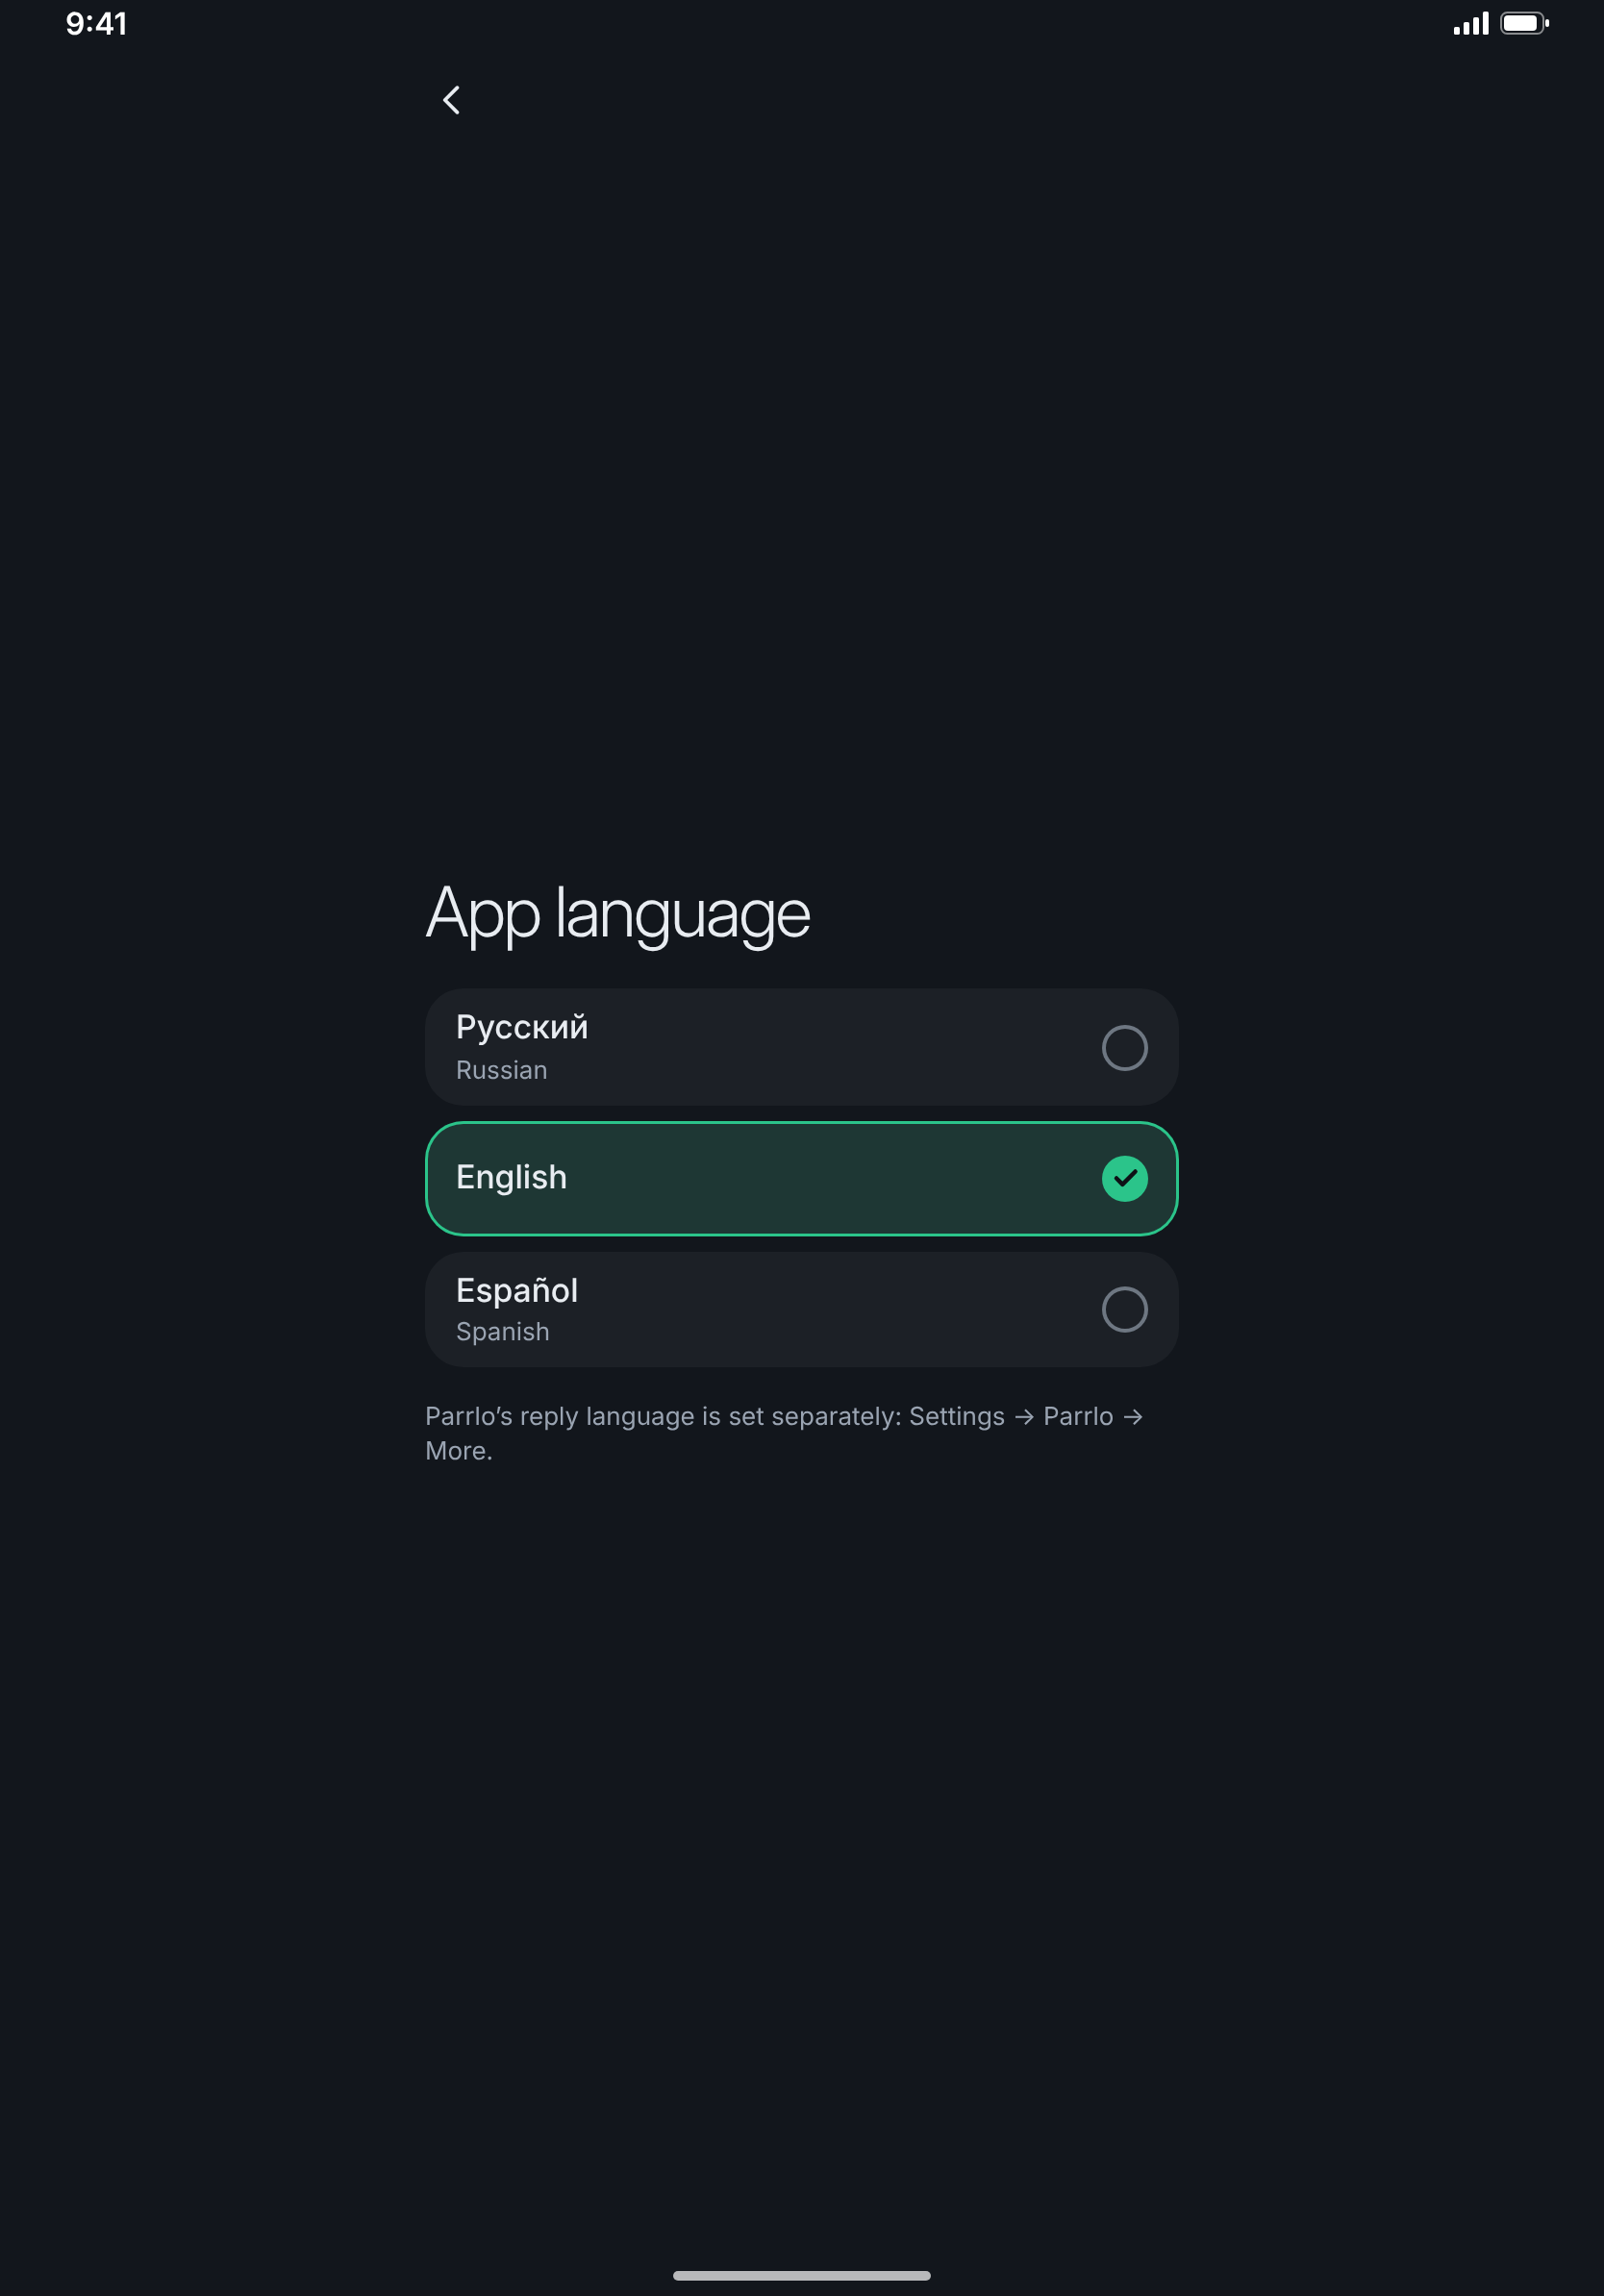 9:41
App language
Русский
Russian
English
Español
Spanish
Parrlo’s reply language is set separately: Settings → Parrlo →
More.